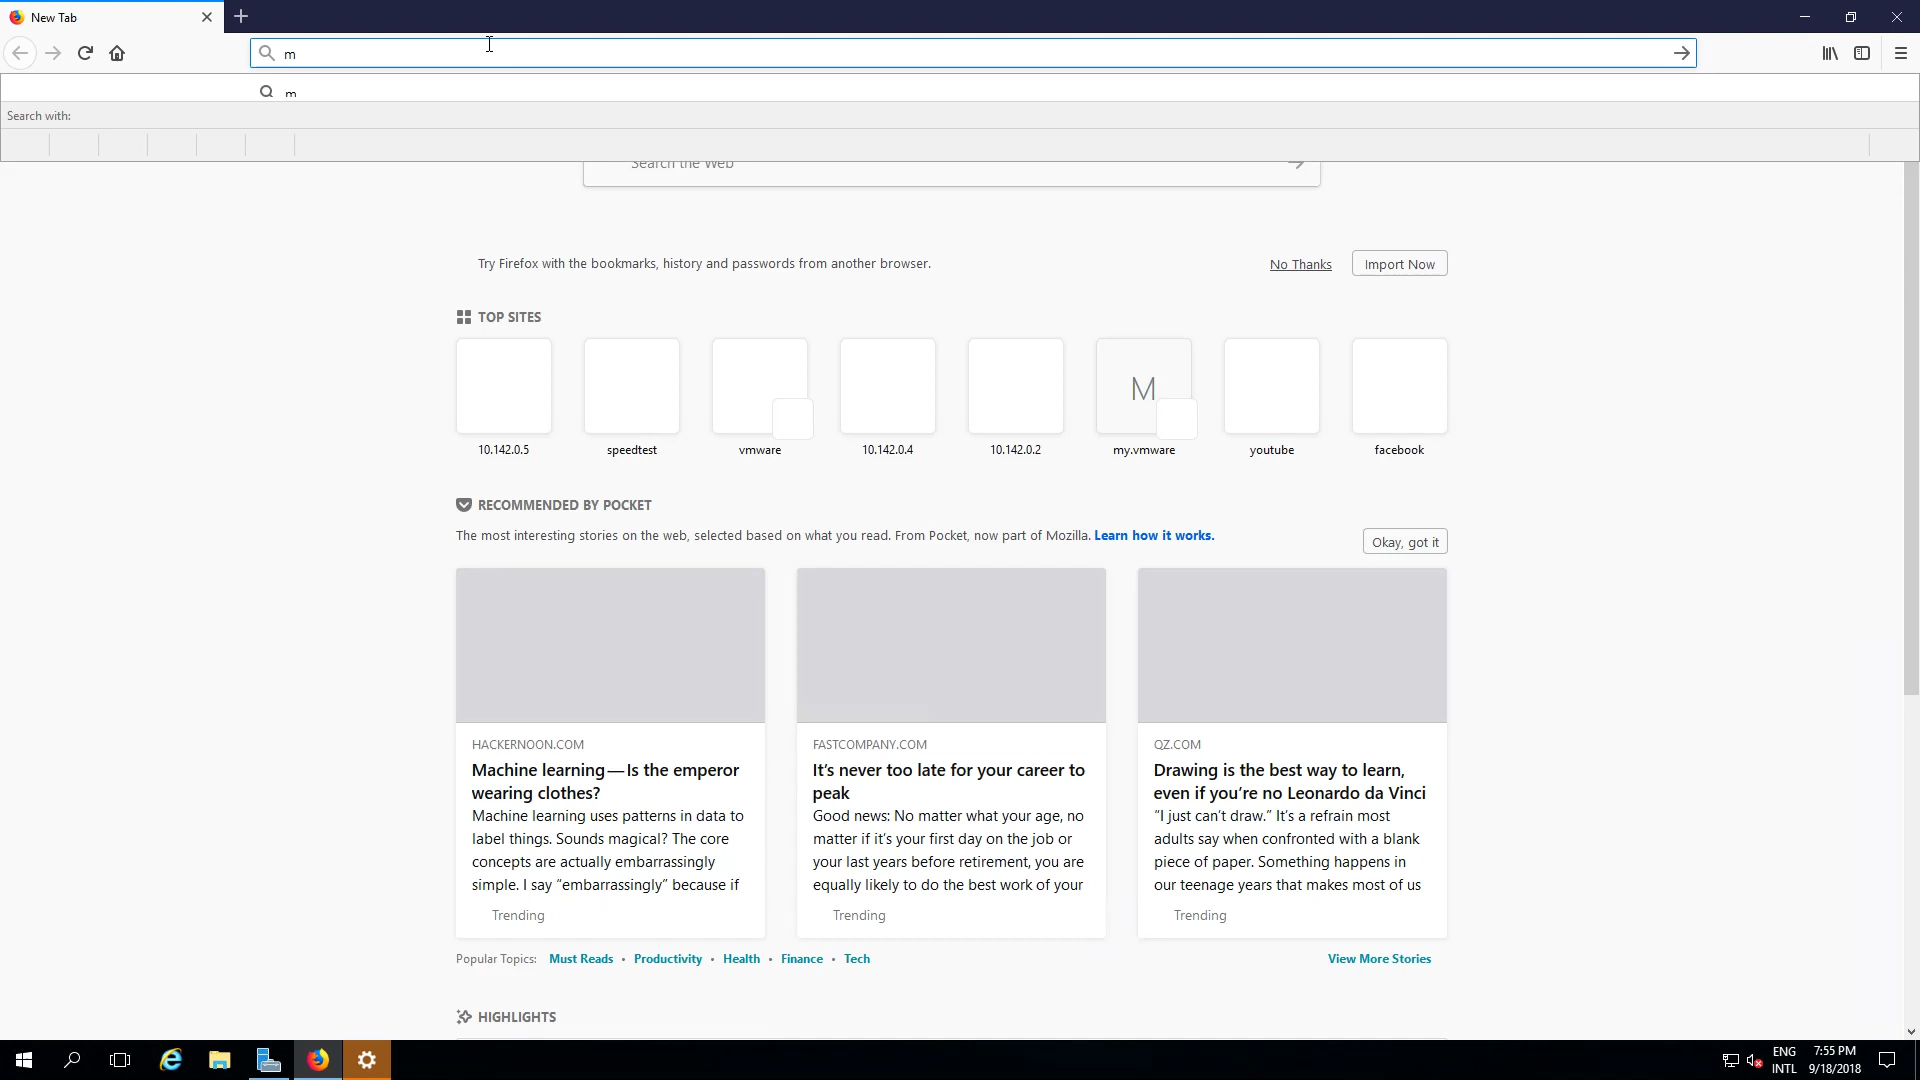 New Tab
m
m
Search with:
Search the Web
Try Firefox with the bookmarks, history and passwords from another browser.
No Thanks
Import Now
TOP SITES
M
10.142.0.5
speedtest
vmware
10.142.0.4
10.142.0.2
my.vmware
youtube
facebook
RECOMMENDED BY POCKET
The most interesting stories on the web, selected based on what you read. From Pocket, now part of Mozilla. Learn how it works.
Okay, got it
HACKERNOON.COM
Machine learning — Is the emperor
wearing clothes?
Machine learning uses patterns in data to
label things. Sounds magical? The core
concepts are actually embarrassingly
simple. I say “embarrassingly” because if
Trending
FASTCOMPANY.COM
It’s never too late for your career to
peak
Good news: No matter what your age, no
matter if it’s your first day on the job or
your last years before retirement, you are
equally likely to do the best work of your
Trending
QZ.COM
Drawing is the best way to learn,
even if you’re no Leonardo da Vinci
“I just can’t draw.” It’s a refrain most
adults say when confronted with a blank
piece of paper. Something happens in
our teenage years that makes most of us
Trending
Popular Topics: Must Reads • Productivity • Health • Finance • Tech
View More Stories
HIGHLIGHTS
ENG
INTL
7:55 PM
9/18/2018